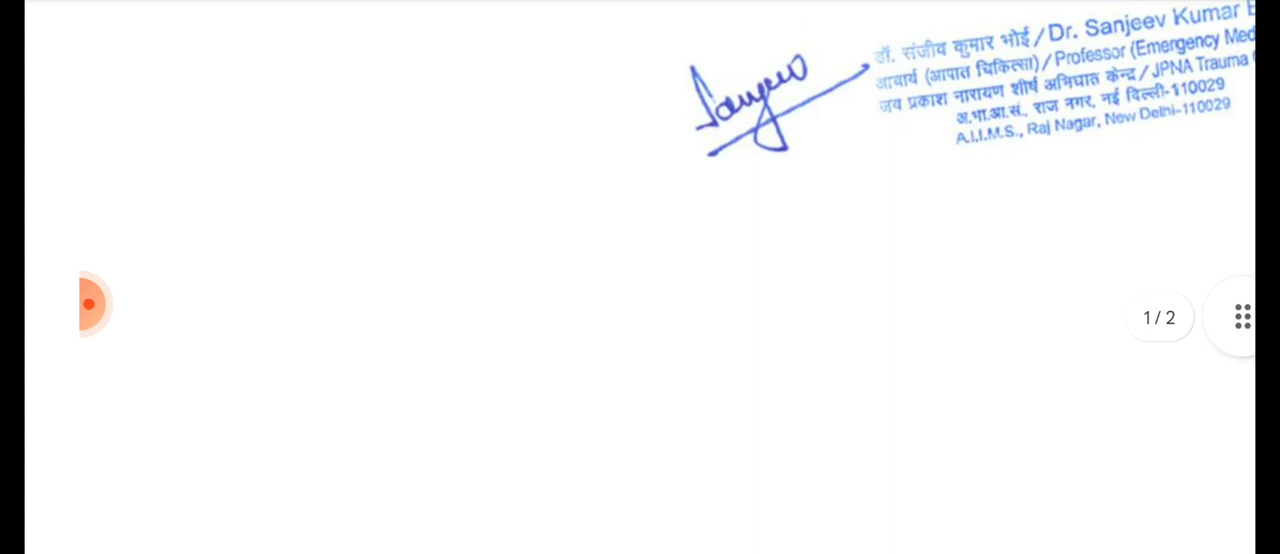 Sanjeev
डॉ. संजीव कुमार भोई / Dr. Sanjeev Kumar
आचार्य (आपात चिकित्सा) / Professor (Emergency Med
जय प्रकाश नारायण शीर्ष अभिघात केन्द्र / JPNA Trauma
अ.भा.आ.सं., राज नगर, नई दिल्ली-110029
A.I.I.M.S., Raj Nagar, New Delhi-110029
1 / 2